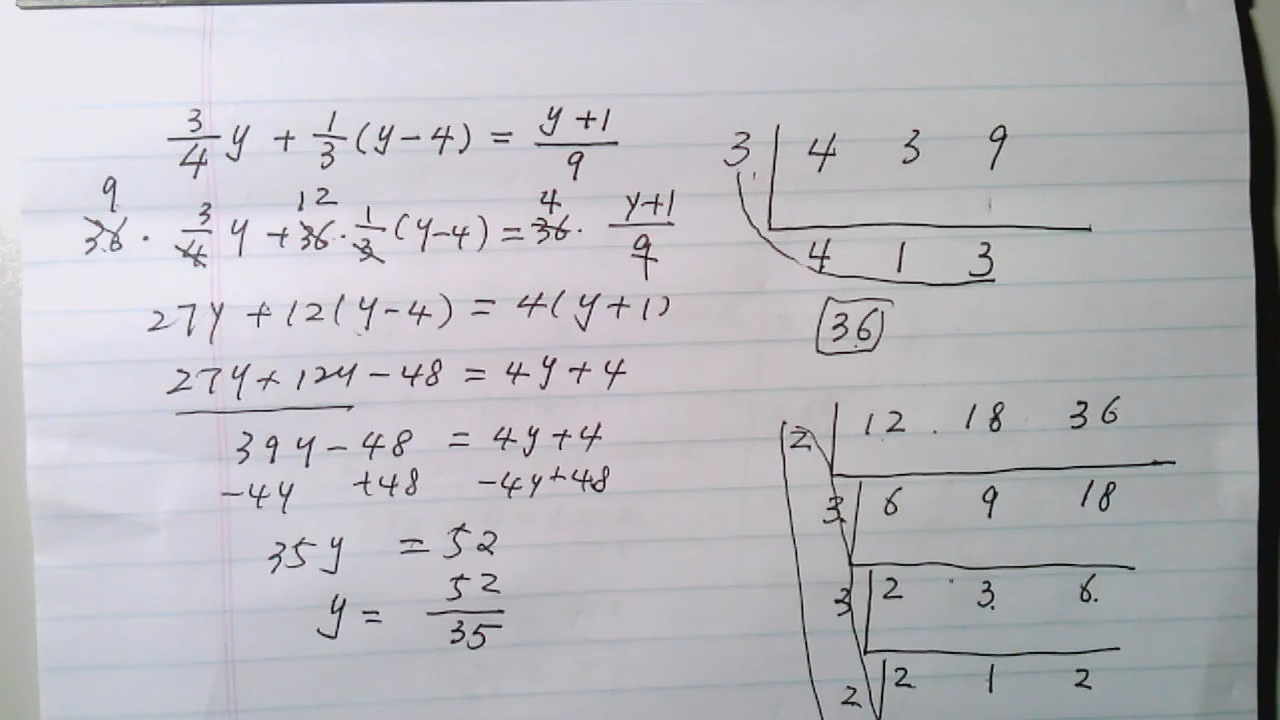 3/4 y + 1/3 (y - 4) = (y + 1)/9
9 12 4
36 · 3/4 y + 36 · 1/3 (y - 4) = 36 · (y + 1)/9
27y + 12(y - 4) = 4(y + 1)
27y + 12y - 48 = 4y + 4
39y - 48 = 4y + 4
-4y +48 -4y + 48
35y = 52
y = 52/35
3 4 3 9
4 1 3
36
2 12 18 36
3 6 9 18
3 2 3 6
2 2 1 2